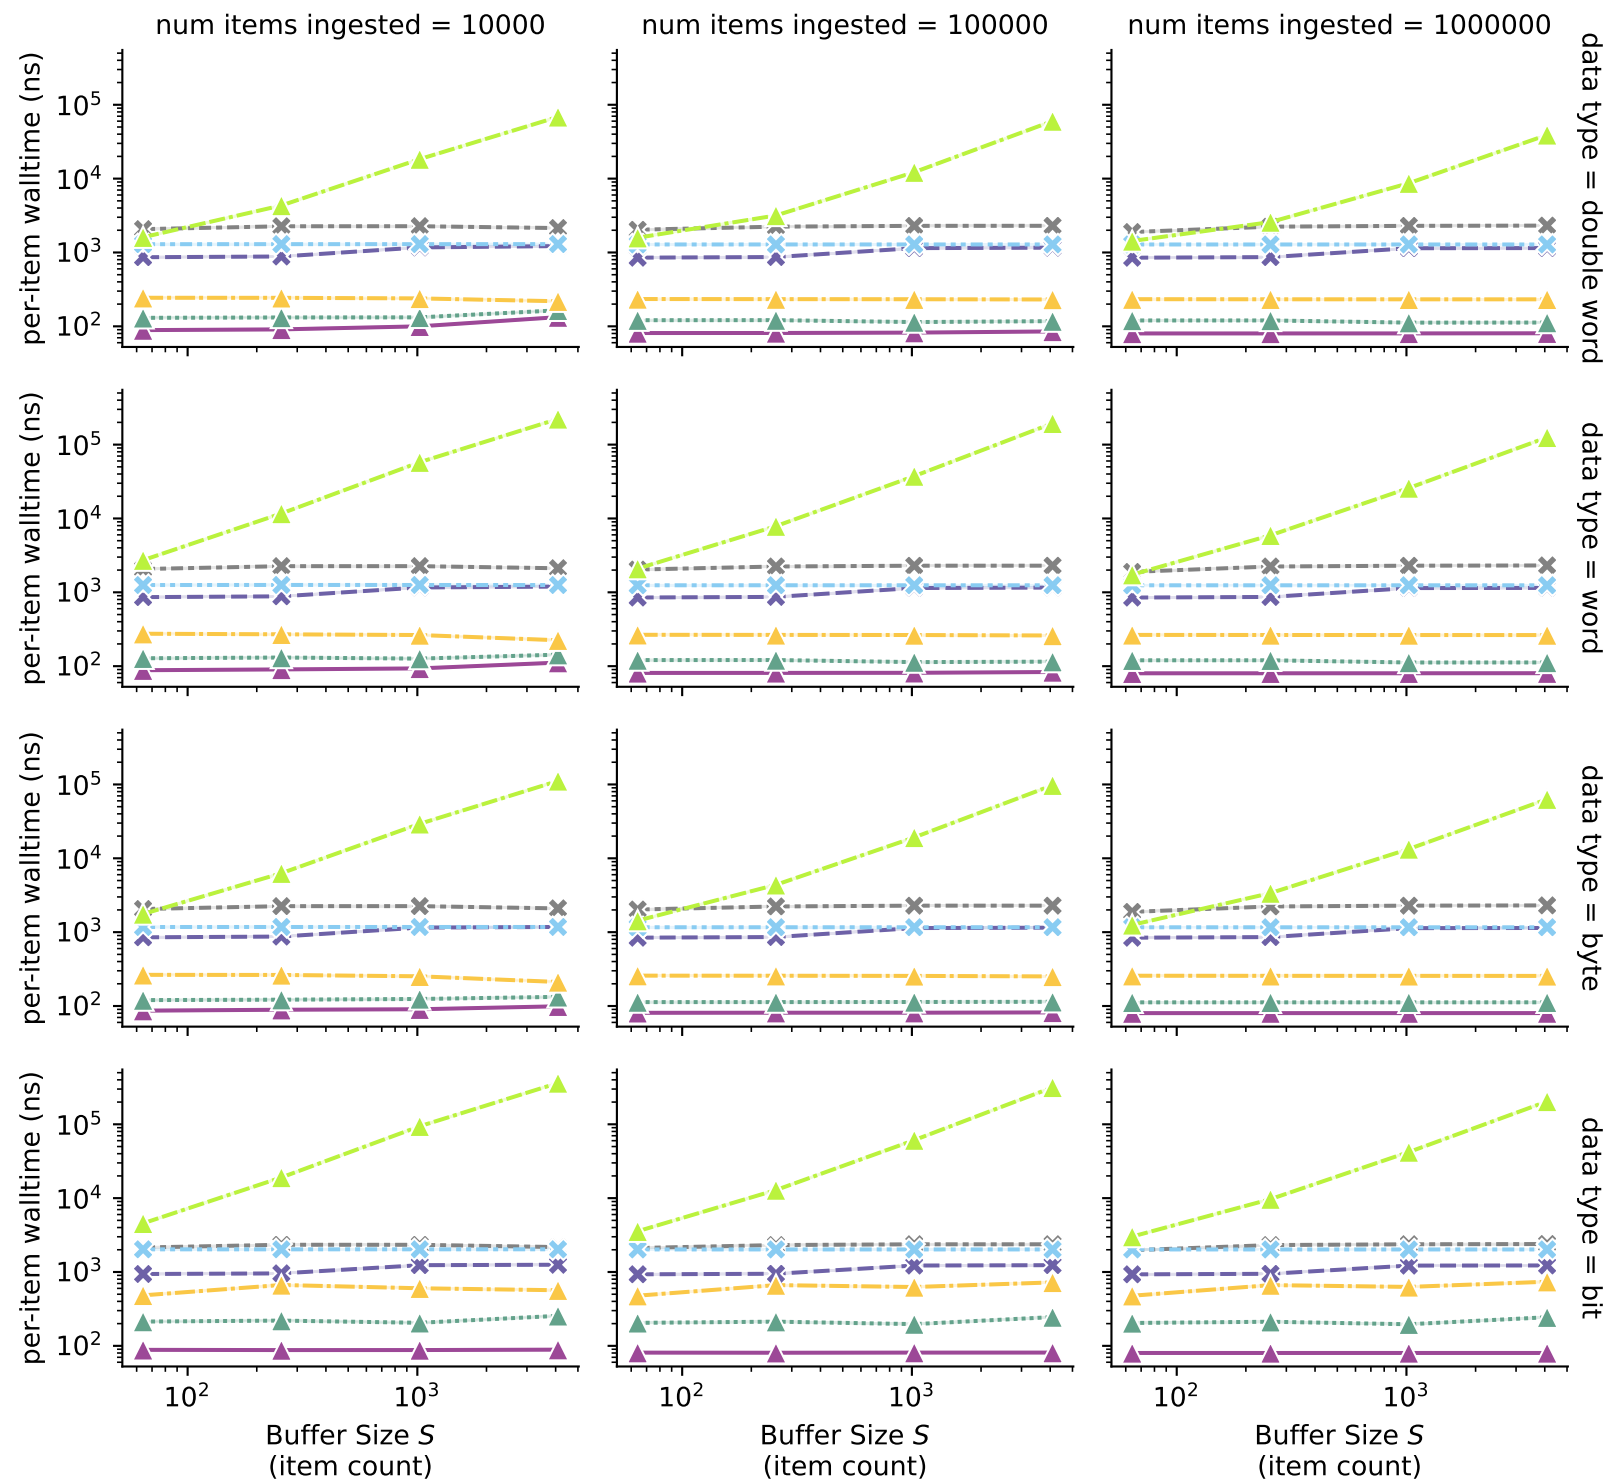 num items ingested = 10000
num items ingested = 100000
num items ingested = 1000000
per-item walltime (ns)
10^5
10^4
10^3
10^2
data type = double word
per-item walltime (ns)
10^5
10^4
10^3
10^2
data type = word
per-item walltime (ns)
10^5
10^4
10^3
10^2
data type = byte
per-item walltime (ns)
10^5
10^4
10^3
10^2
data type = bit
10^2
10^3
10^2
10^3
10^2
10^3
Buffer Size S
(item count)
Buffer Size S
(item count)
Buffer Size S
(item count)